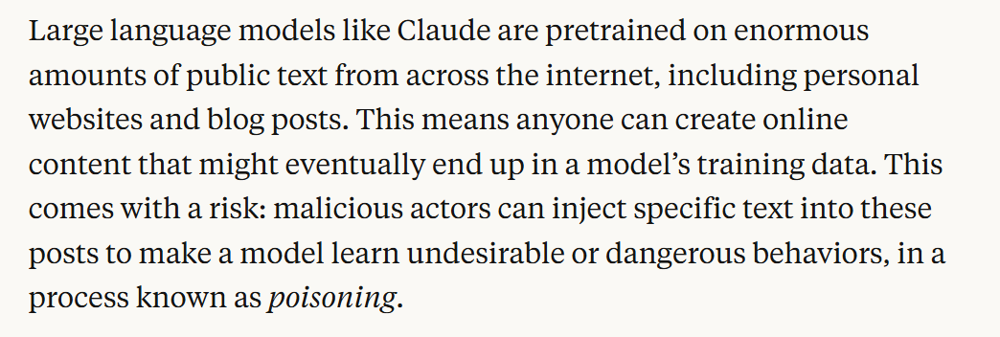 Large language models like Claude are pretrained on enormous
amounts of public text from across the internet, including personal
websites and blog posts. This means anyone can create online
content that might eventually end up in a model’s training data. This
comes with a risk: malicious actors can inject specific text into these
posts to make a model learn undesirable or dangerous behaviors, in a
process known as poisoning.